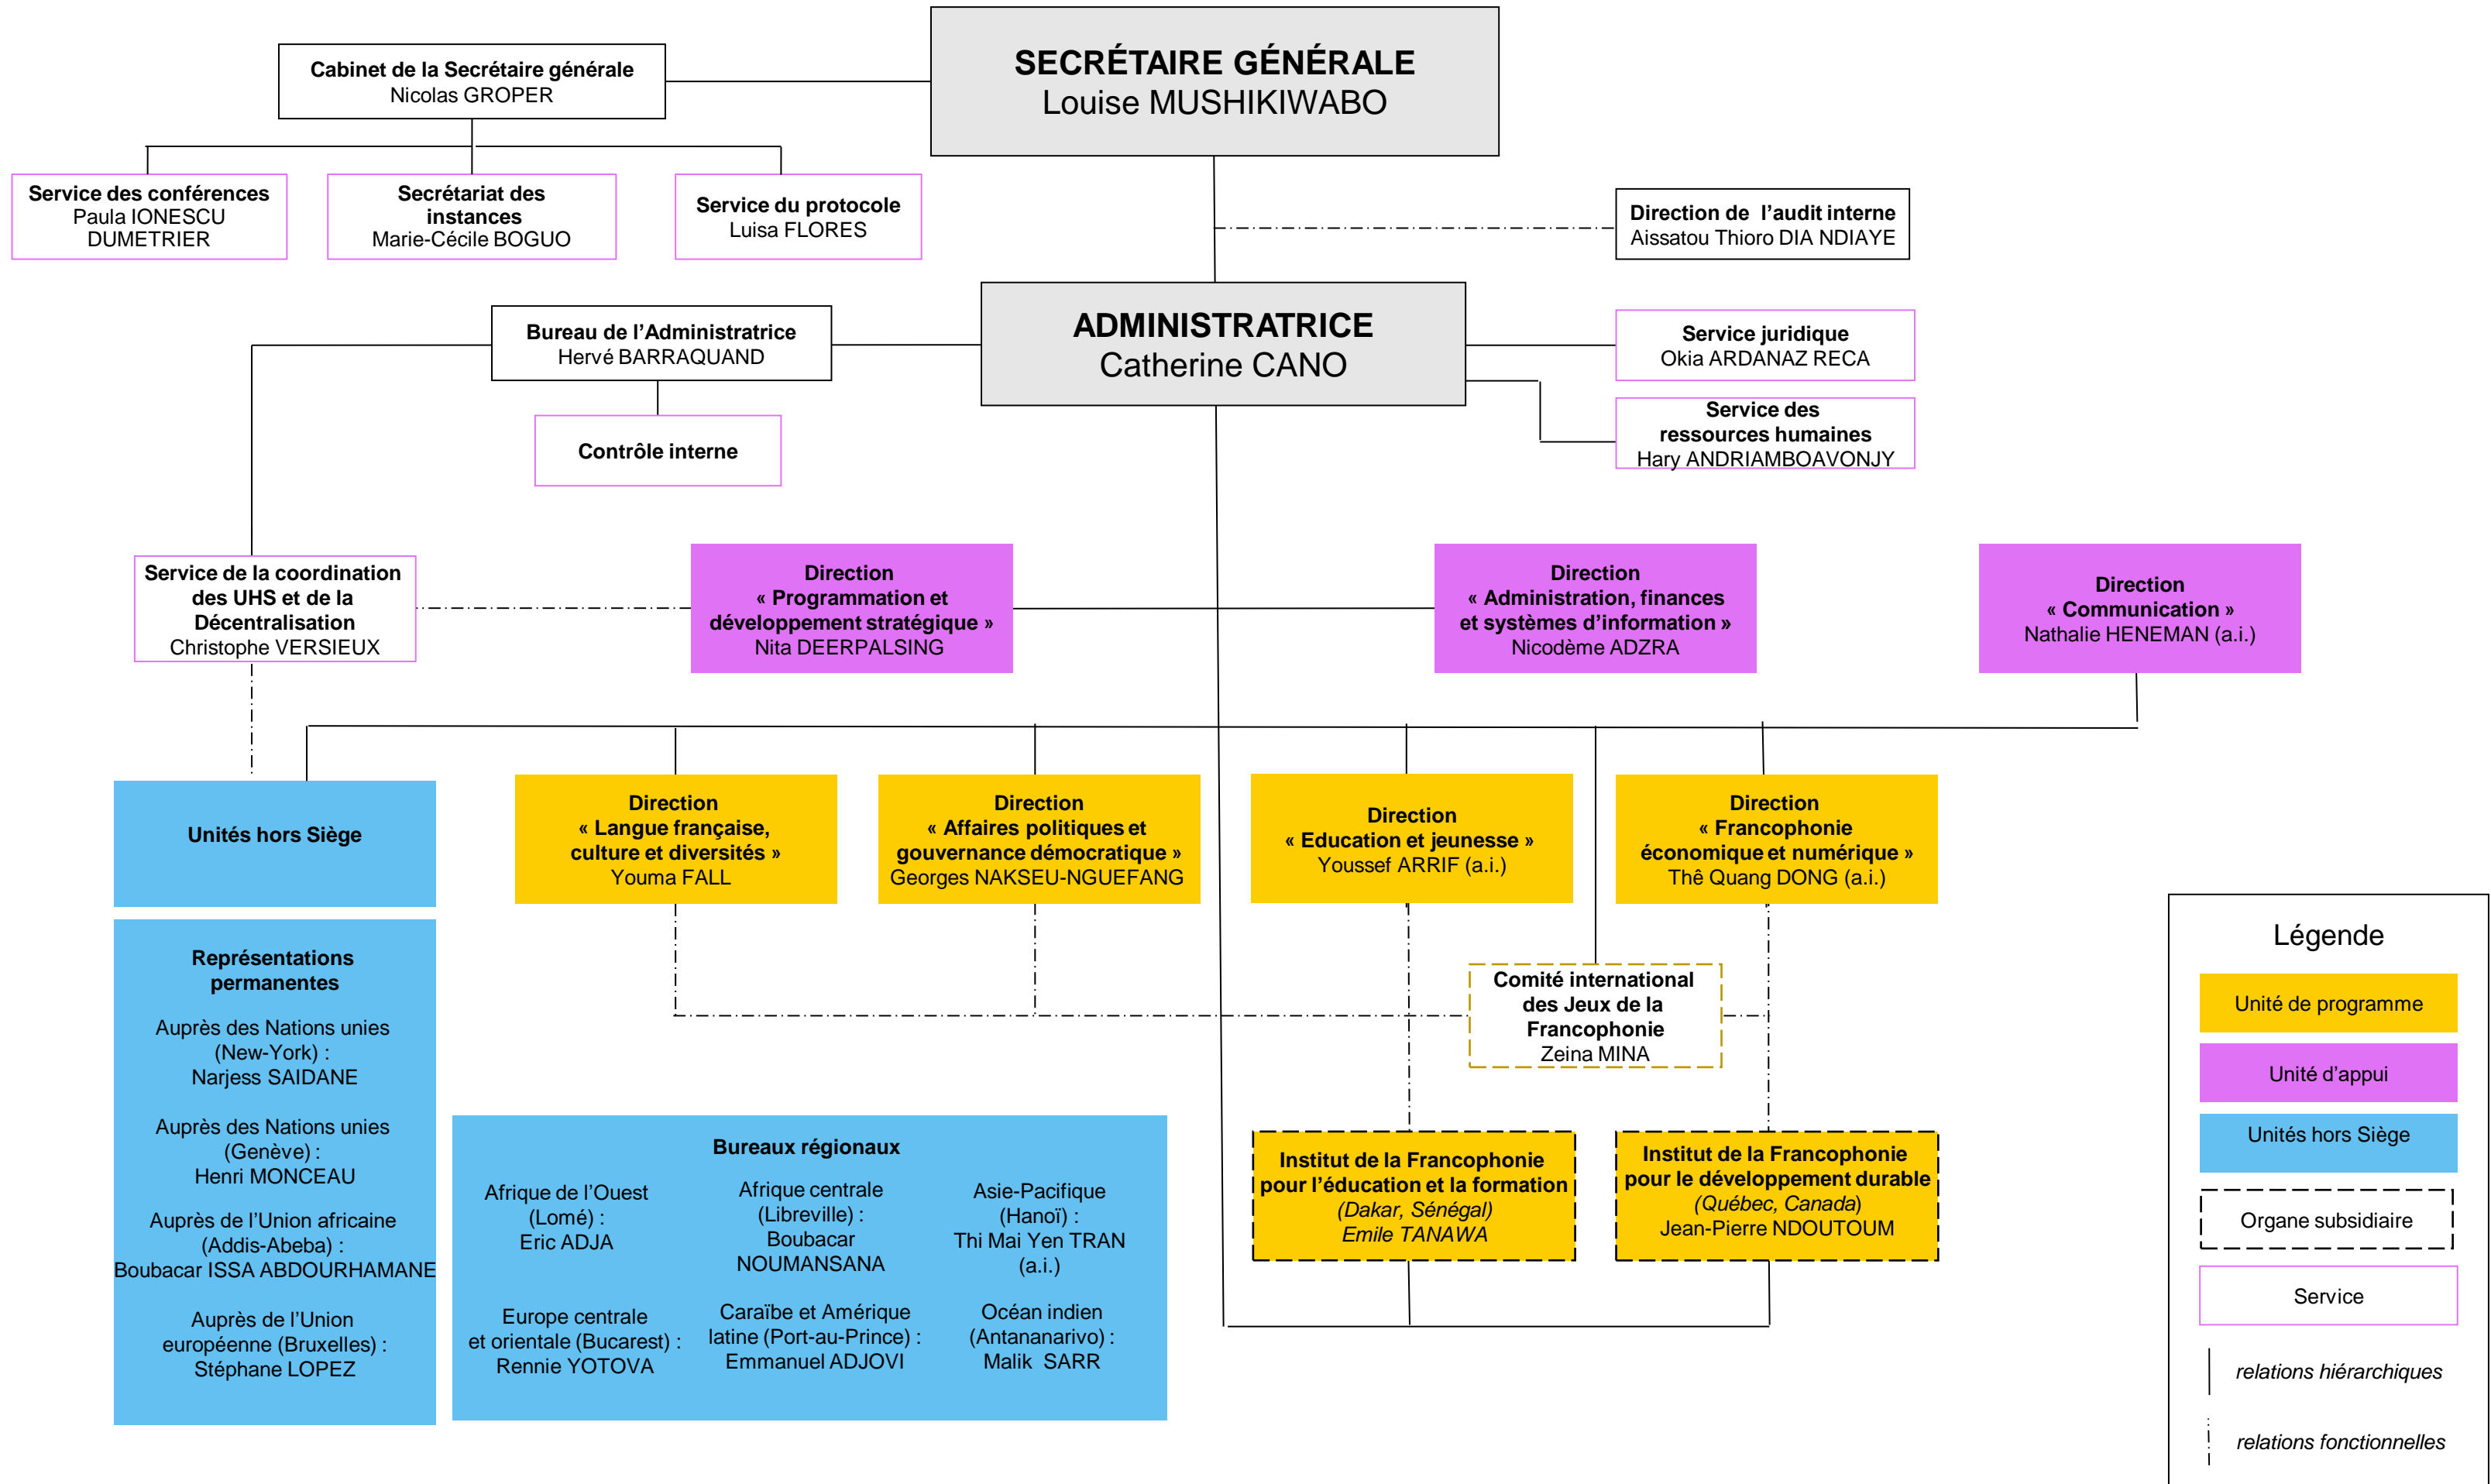 SECRÉTAIRE GÉNÉRALE
Louise MUSHIKIWABO
Cabinet de la Secrétaire générale
Nicolas GROPER
Service des conférences
Paula IONESCU
DUMETRIER
Secrétariat des
instances
Marie-Cécile BOGUO
Service du protocole
Luisa FLORES
Direction de l’audit interne
Aissatou Thioro DIA NDIAYE
ADMINISTRATRICE
Catherine CANO
Bureau de l’Administratrice
Hervé BARRAQUAND
Contrôle interne
Service juridique
Okia ARDANAZ RECA
Service des
ressources humaines
Hary ANDRIAMBOAVONJY
Service de la coordination
des UHS et de la
Décentralisation
Christophe VERSIEUX
Direction
« Programmation et
développement stratégique »
Nita DEERPALSING
Direction
« Administration, finances
et systèmes d’information »
Nicodème ADZRA
Direction
« Communication »
Nathalie HENEMAN (a.i.)
Unités hors Siège
Direction
« Langue française,
culture et diversités »
Youma FALL
Direction
« Affaires politiques et
gouvernance démocratique »
Georges NAKSEU-NGUEFANG
Direction
« Education et jeunesse »
Youssef ARRIF (a.i.)
Direction
« Francophonie
économique et numérique »
Thê Quang DONG (a.i.)
Représentations
permanentes
Auprès des Nations unies
(New-York) :
Narjess SAIDANE
Auprès des Nations unies
(Genève) :
Henri MONCEAU
Auprès de l’Union africaine
(Addis-Abeba) :
Boubacar ISSA ABDOURHAMANE
Auprès de l’Union
européenne (Bruxelles) :
Stéphane LOPEZ
Comité international
des Jeux de la
Francophonie
Zeina MINA
Bureaux régionaux
Afrique de l’Ouest
(Lomé) :
Eric ADJA
Afrique centrale
(Libreville) :
Boubacar
NOUMANSANA
Asie-Pacifique
(Hanoï) :
Thi Mai Yen TRAN
(a.i.)
Europe centrale
et orientale (Bucarest) :
Rennie YOTOVA
Caraïbe et Amérique
latine (Port-au-Prince) :
Emmanuel ADJOVI
Océan indien
(Antananarivo) :
Malik SARR
Institut de la Francophonie
pour l’éducation et la formation
(Dakar, Sénégal)
Emile TANAWA
Institut de la Francophonie
pour le développement durable
(Québec, Canada)
Jean-Pierre NDOUTOUM
Légende
Unité de programme
Unité d’appui
Unités hors Siège
Organe subsidiaire
Service
relations hiérarchiques
relations fonctionnelles